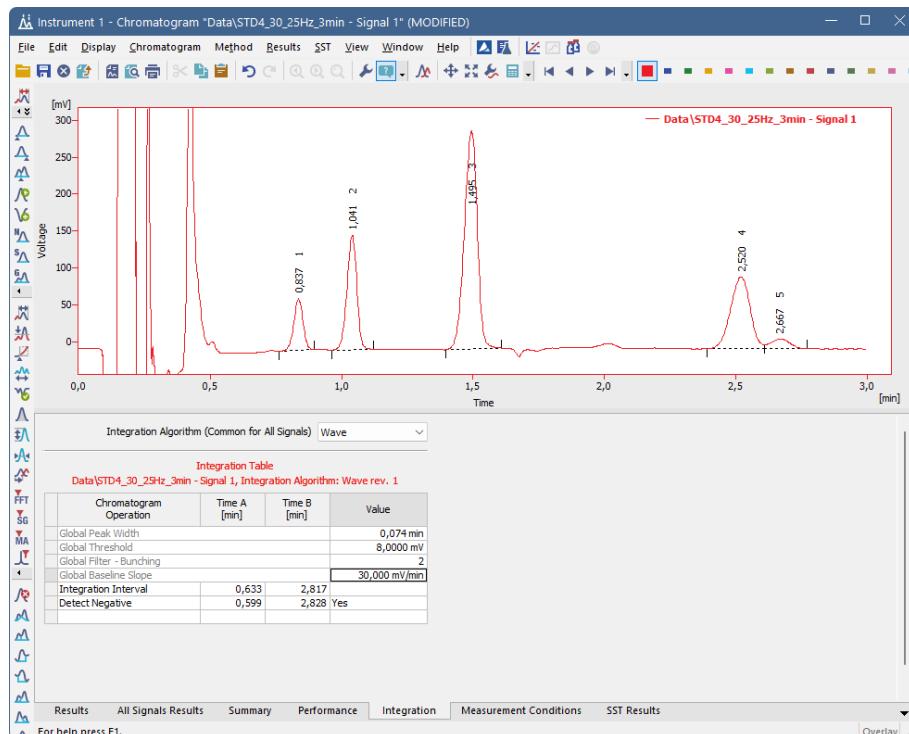 Instrument 1 - Chromatogram "Data\STD4_30_25Hz_3min - Signal 1" (MODIFIED)
File Edit Display Chromatogram Method Results SST View Window Help
[mV]
— Data\STD4_30_25Hz_3min - Signal 1
300
250
200
150
100
50
0
Voltage
0,837 1
1,041 2
1,495 3
2,520 4
2,667 5
0,0 0,5 1,0 1,5 2,0 2,5 3,0
Time
[min]
Integration Algorithm (Common for All Signals) Wave
Integration Table
Data\STD4_30_25Hz_3min - Signal 1, Integration Algorithm: Wave rev. 1
Chromatogram Operation Time A [min] Time B [min] Value
Global Peak Width 0,074 min
Global Threshold 8,0000 mV
Global Filter - Bunching 2
Global Baseline Slope 30,000 mV/min
Integration Interval 0,633 2,817
Detect Negative 0,599 2,828 Yes
Results All Signals Results Summary Performance Integration Measurement Conditions SST Results
For help press F1. Overlay
N
S
G
FFT
SG
MA